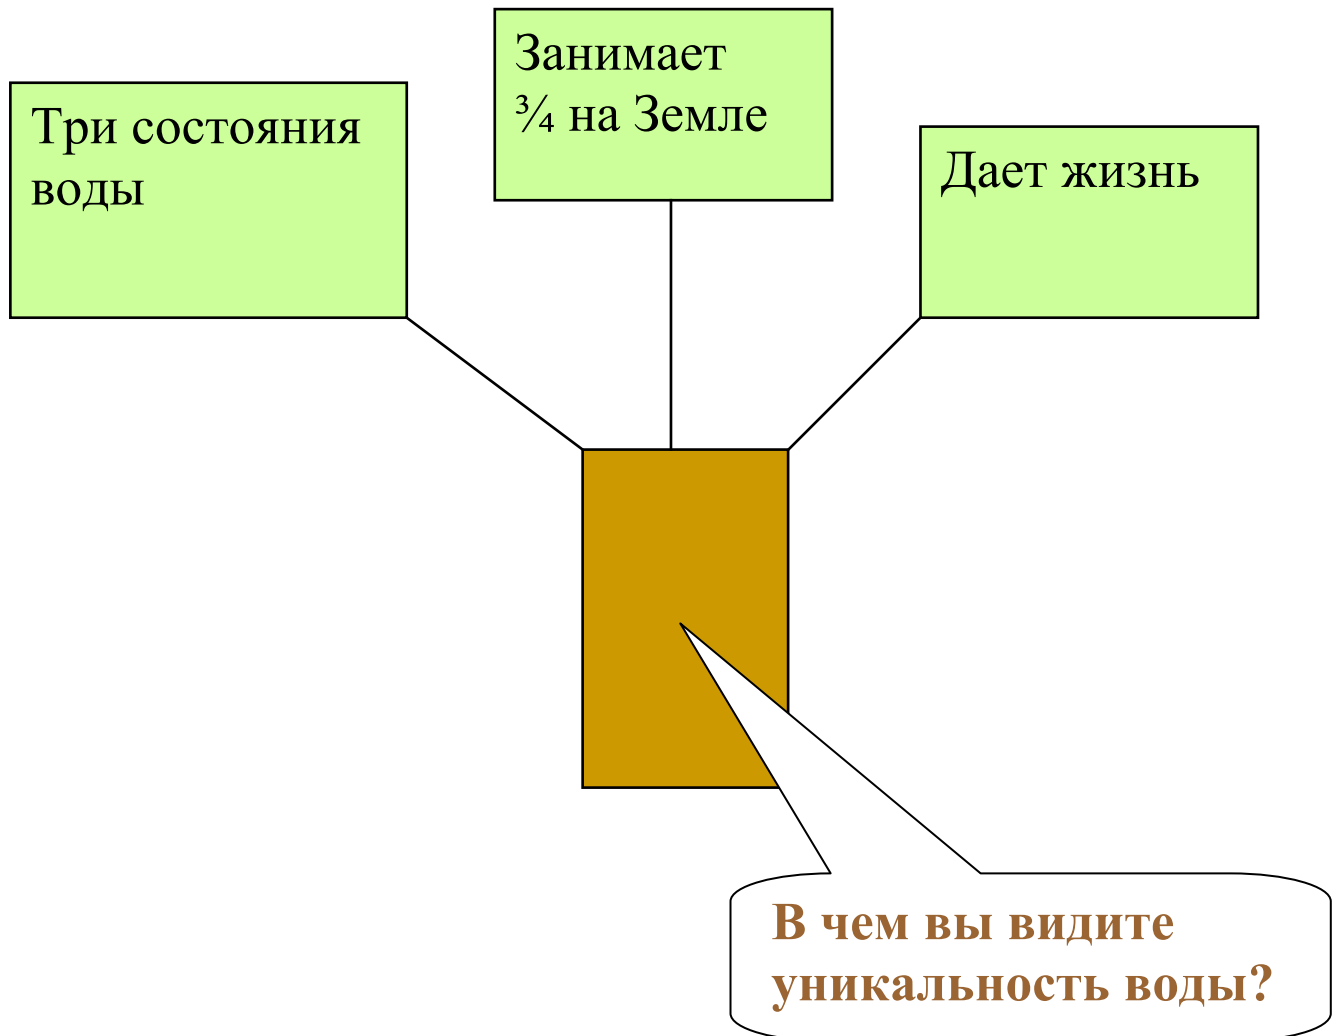 Три состояния
воды
Занимает
¾ на Земле
Дает жизнь
В чем вы видите
уникальность воды?